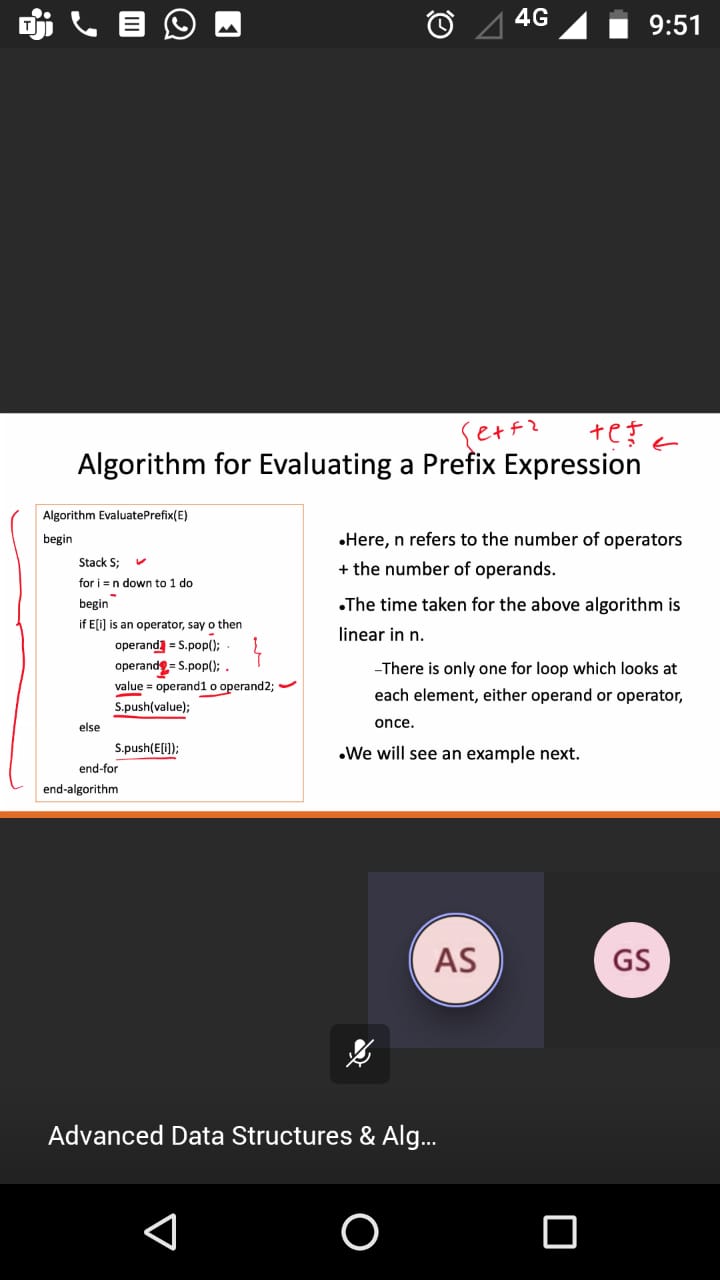 4G 9:51
{e+f} +ef ←
Algorithm for Evaluating a Prefix Expression
Algorithm EvaluatePrefix(E)
begin
Stack S;
for i = n down to 1 do
begin
if E[i] is an operator, say o then
operand1 = S.pop();
operand2 = S.pop();
value = operand1 o operand2;
S.push(value);
else
S.push(E[i]);
end-for
end-algorithm
•Here, n refers to the number of operators
+ the number of operands.
•The time taken for the above algorithm is
linear in n.
–There is only one for loop which looks at
each element, either operand or operator,
once.
•We will see an example next.
AS
GS
Advanced Data Structures & Alg...